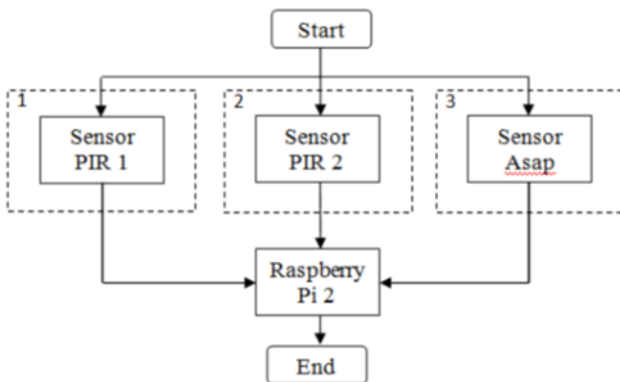 Start
1
2
3
Sensor
PIR 1
Sensor
PIR 2
Sensor
Asap
Raspberry
Pi 2
End